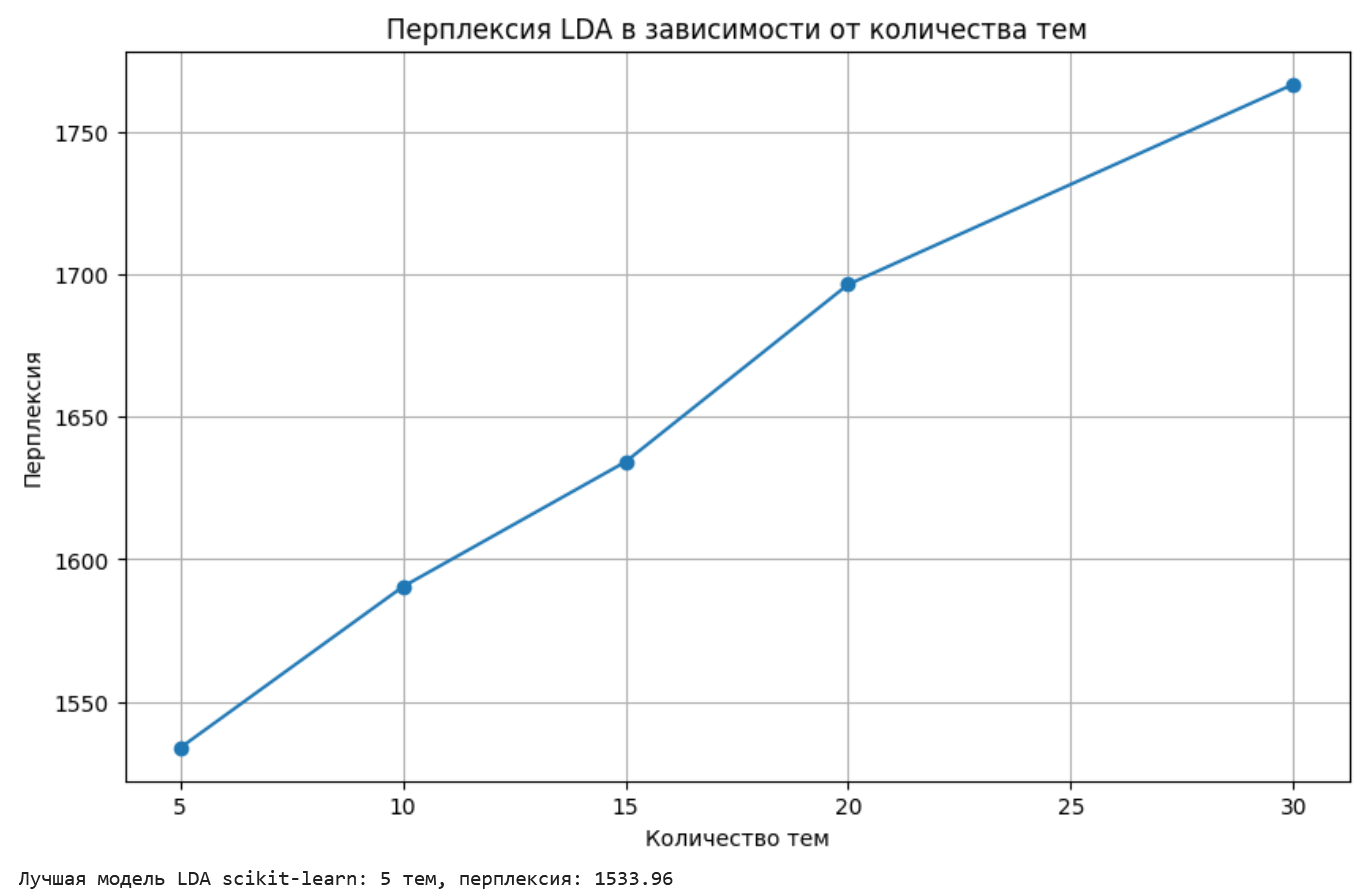 Перплексия LDA в зависимости от количества тем
Перплексия
1750
1700
1650
1600
1550
5 10 15 20 25 30
Количество тем
Лучшая модель LDA scikit-learn: 5 тем, перплексия: 1533.96